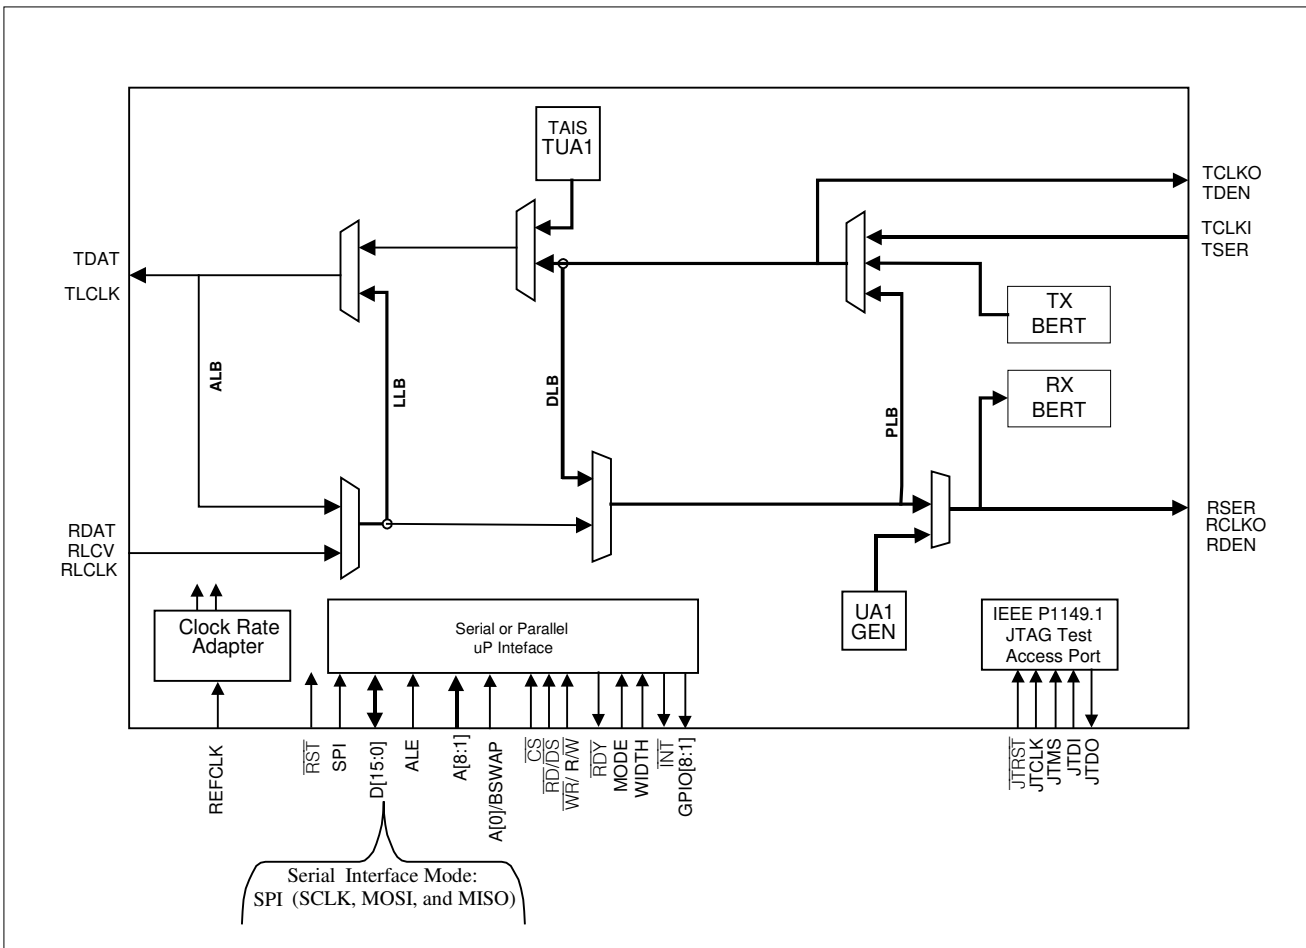 TAIS
TUA1
TCLKO
TDEN
TCLKI
TSER
TDAT
TLCLK
TX
BERT
ALB
LLB
DLB
PLB
RX
BERT
RDAT
RLCV
RLCLK
RSER
RCLKO
RDEN
Clock Rate
Adapter
Serial or Parallel
uP Inteface
UA1
GEN
IEEE P1149.1
JTAG Test
Access Port
REFCLK
RST
SPI
D[15:0]
ALE
A[8:1]
A[0]/BSWAP
CS
RD/DS
WR/ R/W
RDY
MODE
WIDTH
INT
GPIO[8:1]
JTRST
JTCLK
JTMS
JTDI
JTDO
Serial Interface Mode:
SPI (SCLK, MOSI, and MISO)